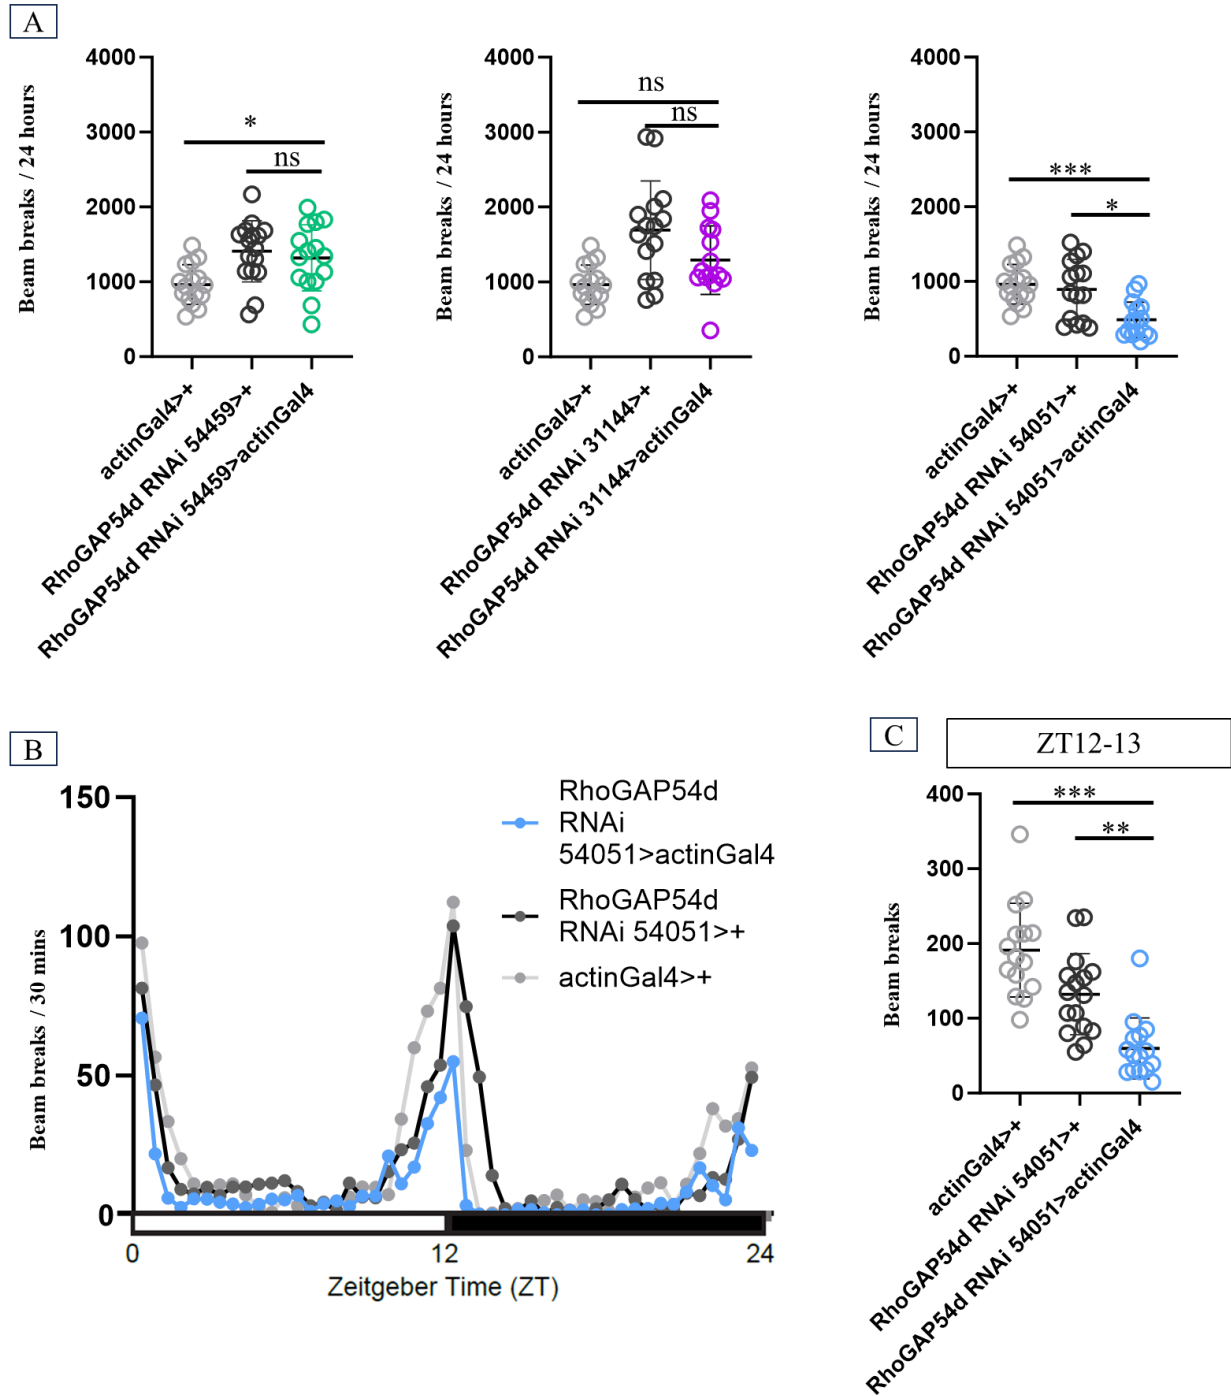 A
4000
3000
2000
1000
0
Beam breaks / 24 hours
*
ns
actinGal4>+
RhoGAP54d RNAi 54459>+
RhoGAP54d RNAi 54459>actinGal4
4000
3000
2000
1000
0
Beam breaks / 24 hours
ns
ns
actinGal4>+
RhoGAP54d RNAi 31144>+
RhoGAP54d RNAi 31144>actinGal4
4000
3000
2000
1000
0
Beam breaks / 24 hours
***
*
actinGal4>+
RhoGAP54d RNAi 54051>+
RhoGAP54d RNAi 54051>actinGal4
B
150
100
50
0
Beam breaks / 30 mins
RhoGAP54d
RNAi
54051>actinGal4
RhoGAP54d
RNAi 54051>+
actinGal4>+
0
12
24
Zeitgeber Time (ZT)
C
ZT12-13
400
300
200
100
0
Beam breaks
***
**
actinGal4>+
RhoGAP54d RNAi 54051>+
RhoGAP54d RNAi 54051>actinGal4